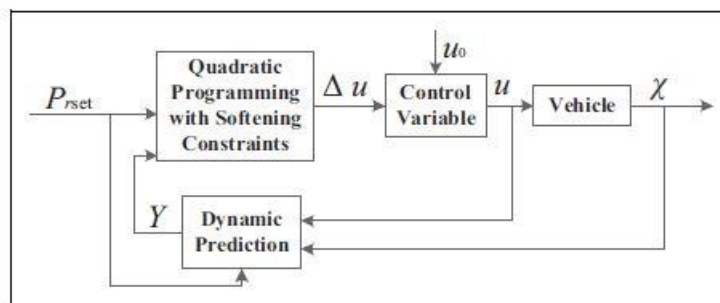 P_rset
Quadratic
Programming
with Softening
Constraints
Δ u
u₀
Control
Variable
u
Vehicle
χ
Y
Dynamic
Prediction